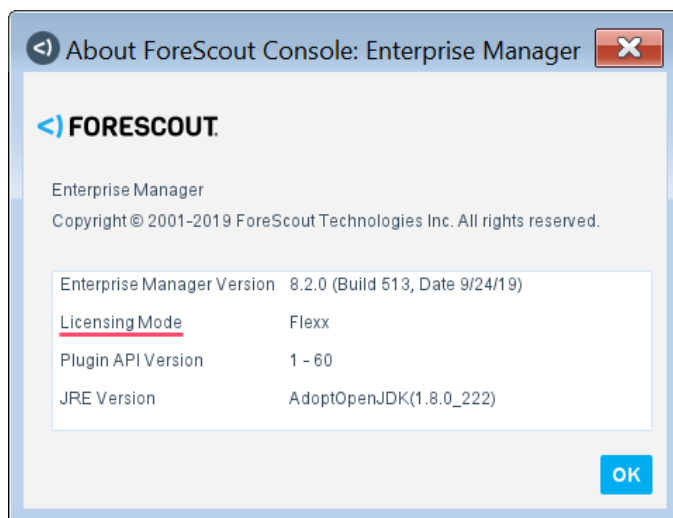 About ForeScout Console: Enterprise Manager
FORESCOUT.
Enterprise Manager
Copyright © 2001-2019 ForeScout Technologies Inc. All rights reserved.
Enterprise Manager Version 8.2.0 (Build 513, Date 9/24/19)
Licensing Mode Flexx
Plugin API Version 1 - 60
JRE Version AdoptOpenJDK(1.8.0_222)
OK